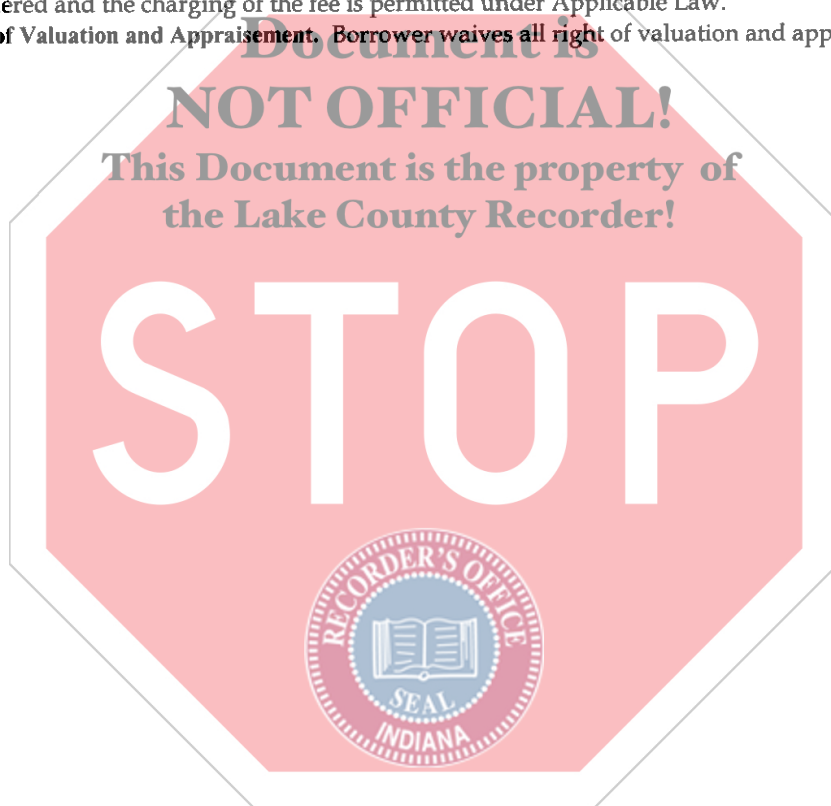 ered and the charging of the fee is permitted under Applicable Law.
of Valuation and Appraisement. Borrower waives all right of valuation and app
Document is
NOT OFFICIAL!
This Document is the property of
the Lake County Recorder!
STOP
RECORDER'S OFFICE
SEAL
INDIANA